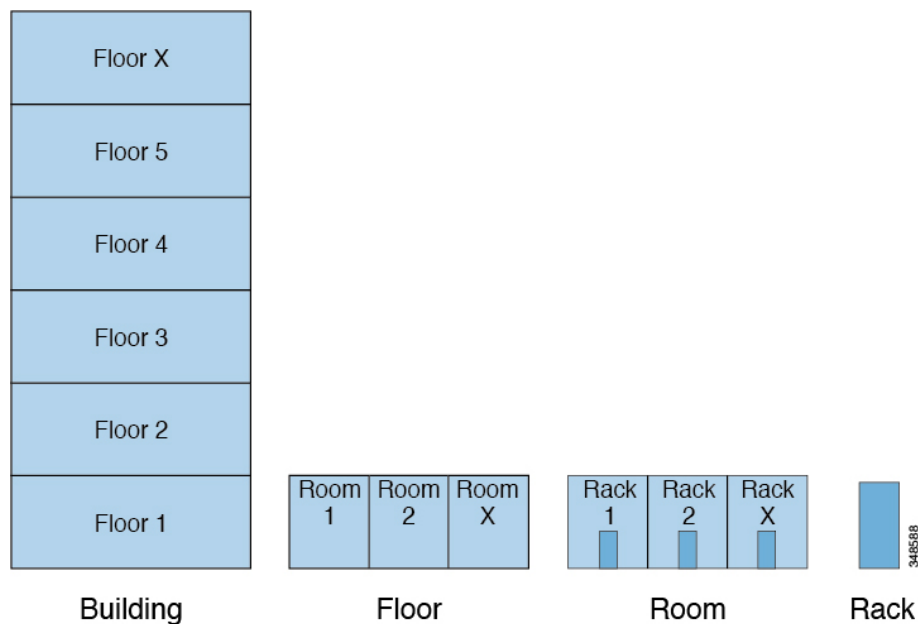 Floor X
Floor 5
Floor 4
Floor 3
Floor 2
Floor 1
Room 1
Room 2
Room X
Rack 1
Rack 2
Rack X
348588
Building
Floor
Room
Rack